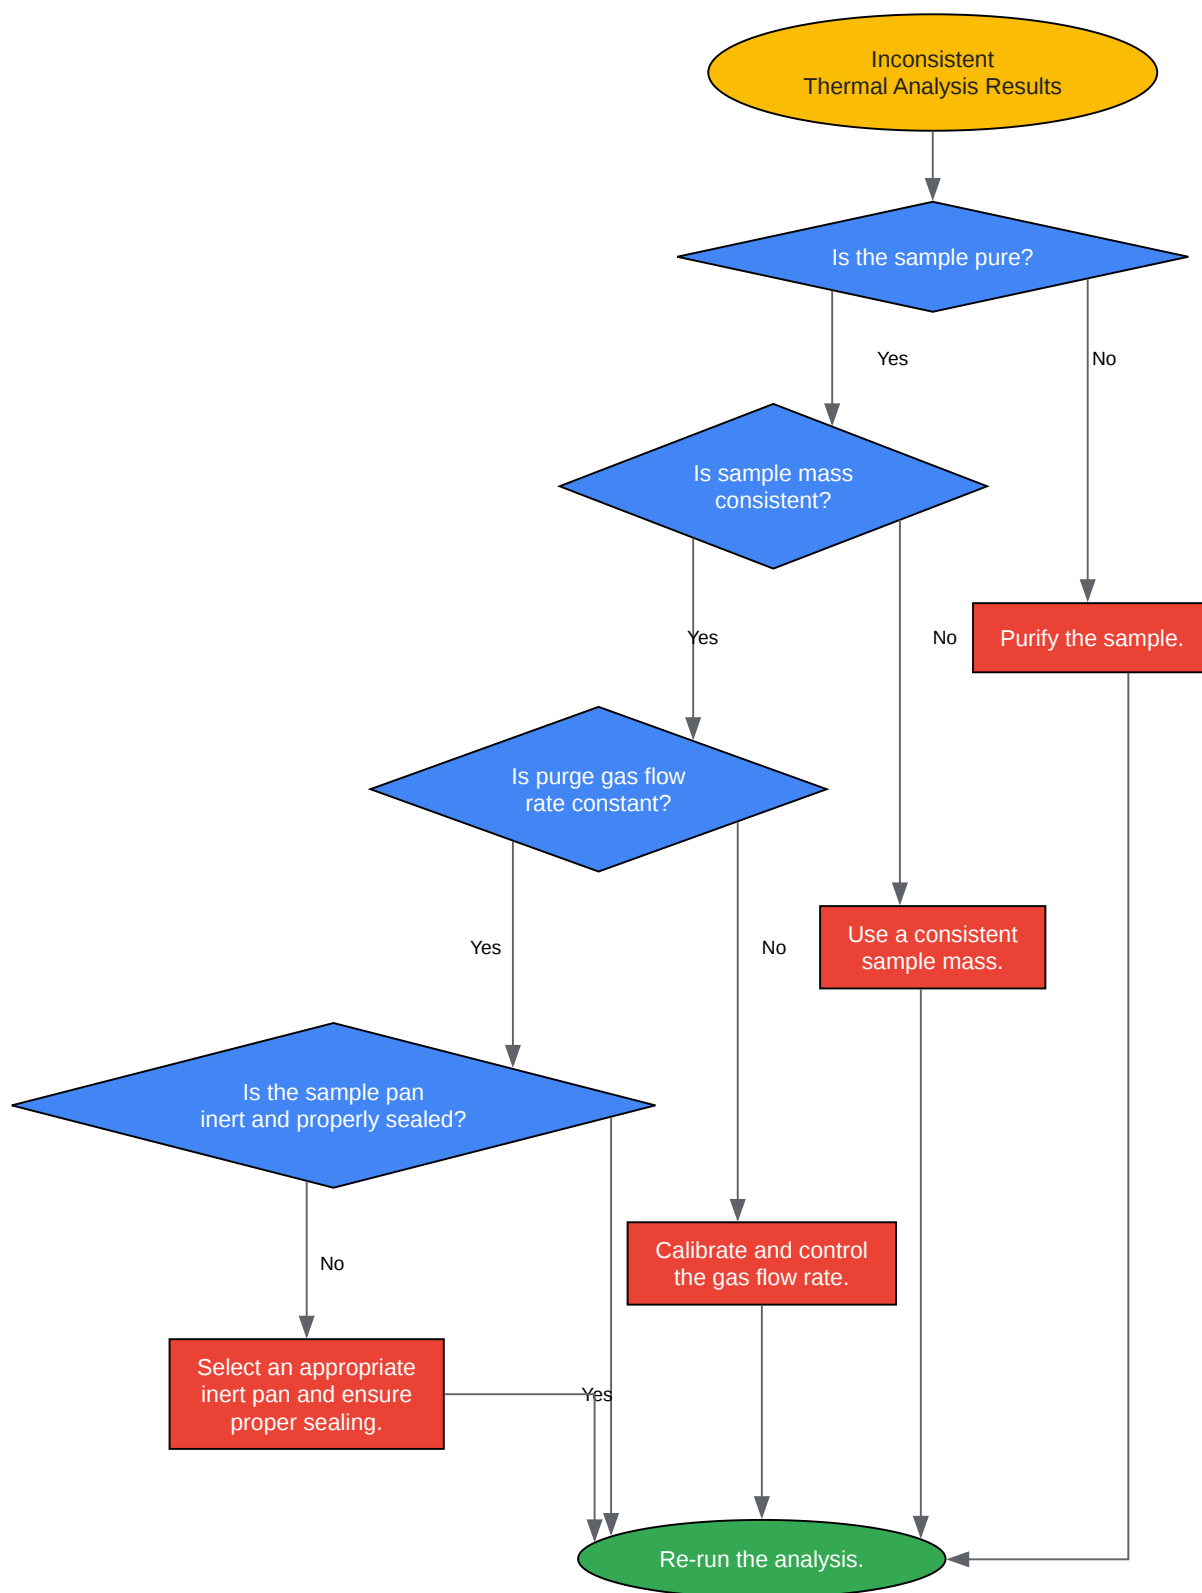 Inconsistent
Thermal Analysis Results
Is the sample pure?
Yes
No
Is sample mass
consistent?
Yes
No
Purify the sample.
Is purge gas flow
rate constant?
Yes
No
Use a consistent
sample mass.
Is the sample pan
inert and properly sealed?
No
Calibrate and control
the gas flow rate.
Select an appropriate
inert pan and ensure
proper sealing.
Yes
Re-run the analysis.